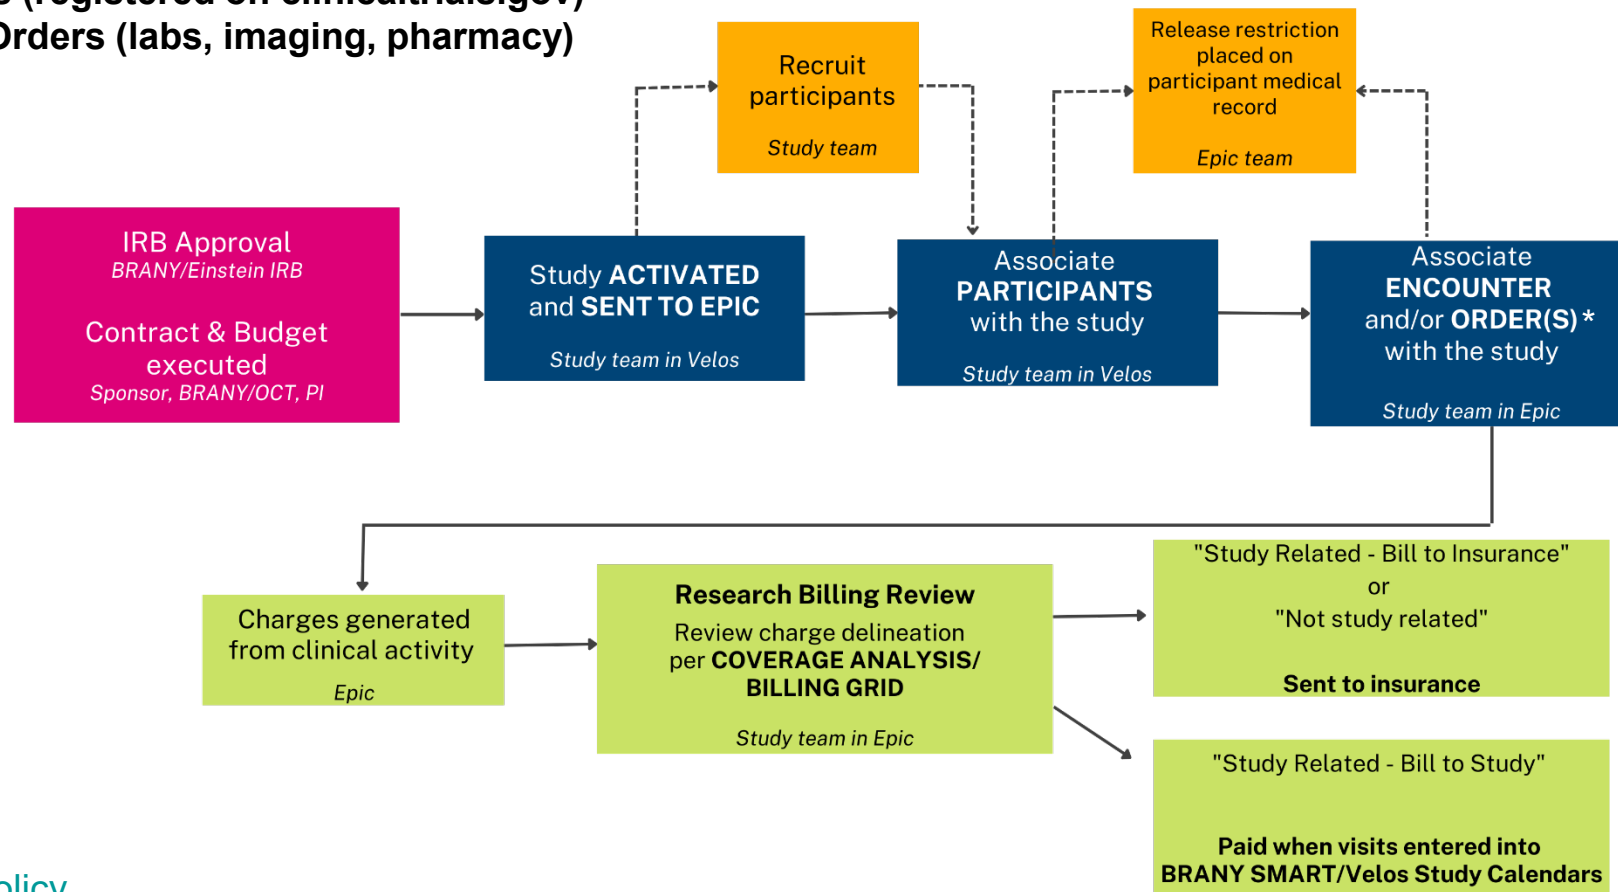 (registered on clinicaltrials.gov)
Orders (labs, imaging, pharmacy)
Recruit
participants
Study team
Release restriction
placed on
participant medical
record
Epic team
IRB Approval
BRANY/Einstein IRB
Contract & Budget
executed
Sponsor, BRANY/OCT, PI
Study ACTIVATED
and SENT TO EPIC
Study team in Velos
Associate
PARTICIPANTS
with the study
Study team in Velos
Associate
ENCOUNTER
and/or ORDER(S)*
with the study
Study team in Epic
Charges generated
from clinical activity
Epic
Research Billing Review
Review charge delineation
per COVERAGE ANALYSIS/
BILLING GRID
Study team in Epic
"Study Related - Bill to Insurance"
or
"Not study related"
Sent to insurance
"Study Related - Bill to Study"
Paid when visits entered into
BRANY SMART/Velos Study Calendars
olicy